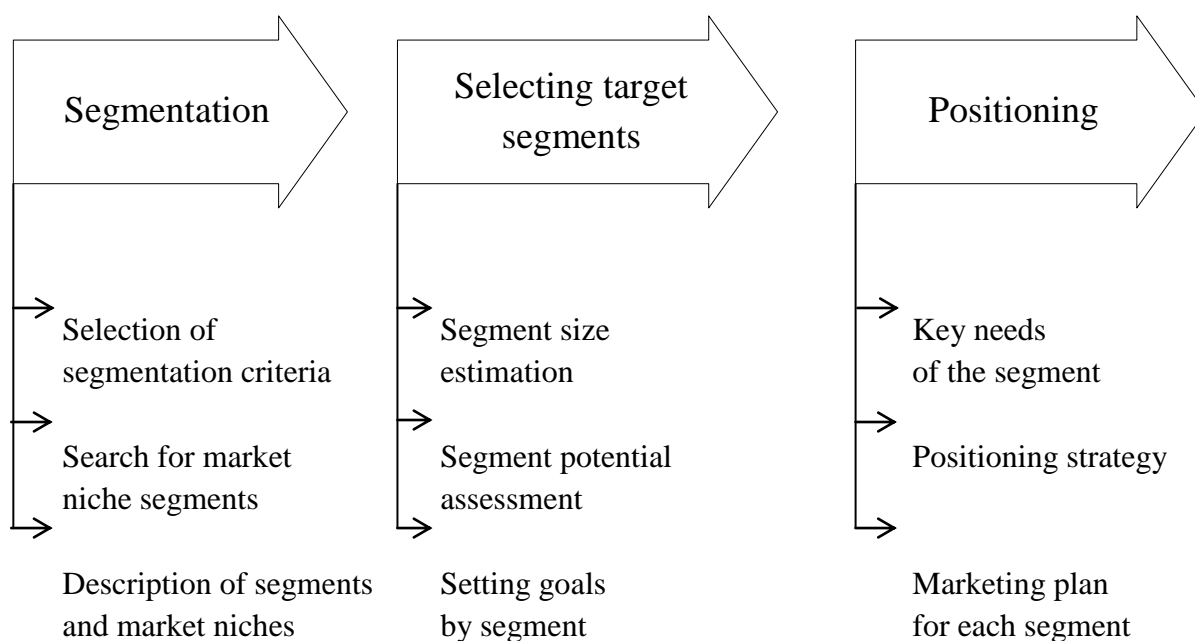 Segmentation
Selection of
segmentation criteria
Search for market
niche segments
Description of segments
and market niches
Selecting target
segments
Segment size
estimation
Segment potential
assessment
Setting goals
by segment
Positioning
Key needs
of the segment
Positioning strategy
Marketing plan
for each segment